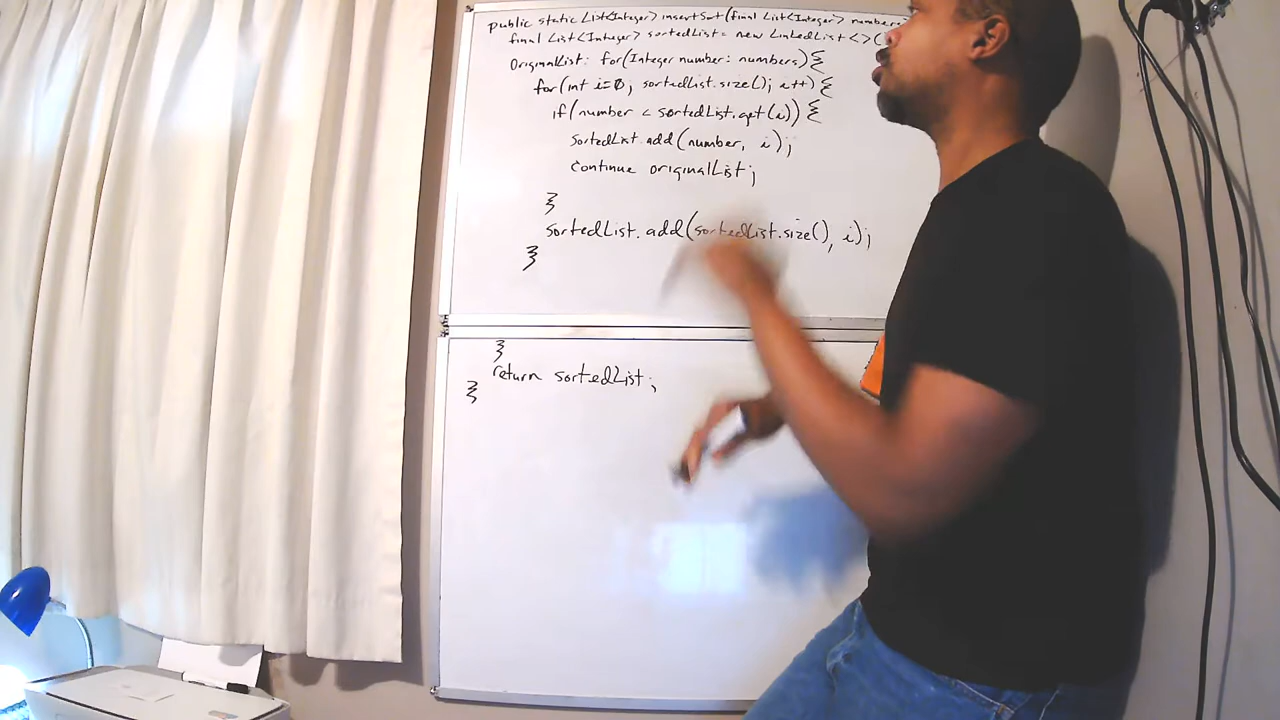 public static List<Integer> insertSort(final List<Integer> numbers
final List<Integer> sortedList = new LinkedList<>(
OriginalList: for(Integer number: numbers){
for(int i=0; sortedList.size(); i++) {
if(number < sortedList.get(i)) {
sortedList.add(number, i);
continue originalList;
}
sortedList.add(sortedList.size(), i);
}
}
return sortedList;
}